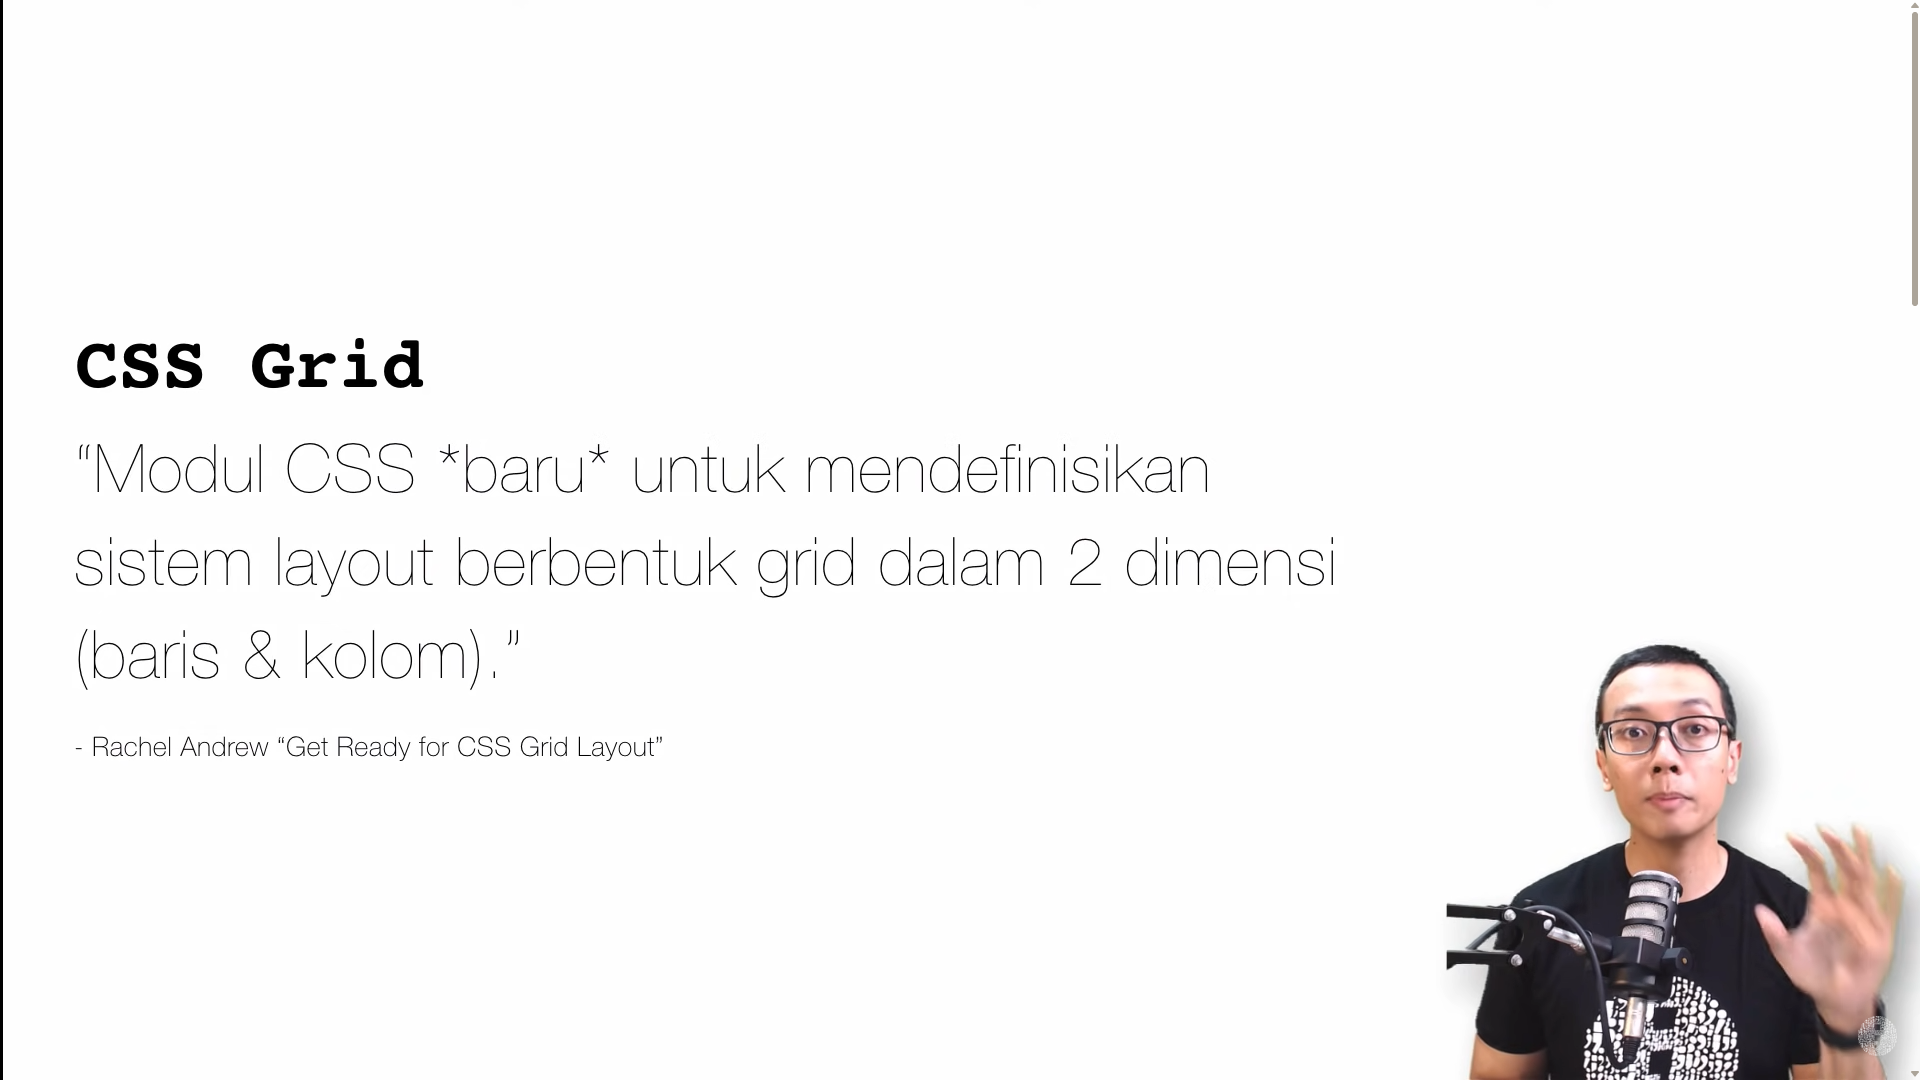 CSS Grid
“Modul CSS *baru* untuk mendefinisikan
sistem layout berbentuk grid dalam 2 dimensi
(baris & kolom).”
- Rachel Andrew “Get Ready for CSS Grid Layout”